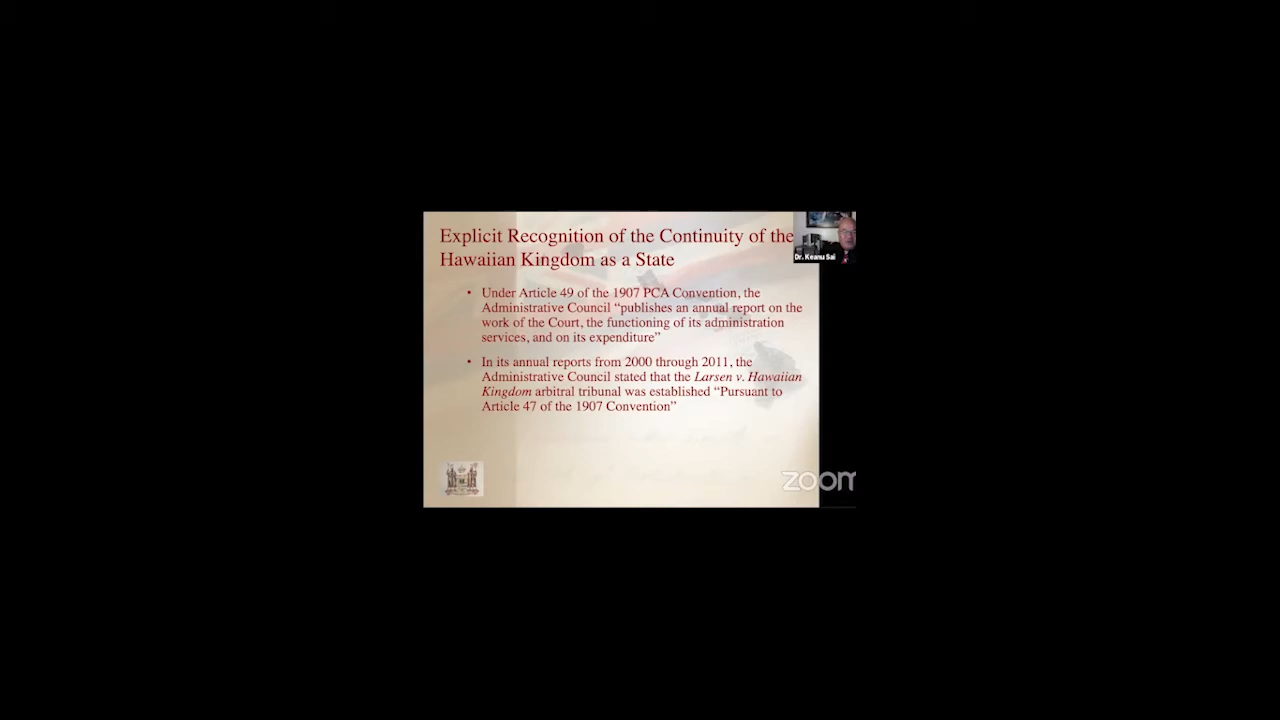 Explicit Recognition of the Continuity of the
Hawaiian Kingdom as a State
Dr. Keanu Sai
• Under Article 49 of the 1907 PCA Convention, the
Administrative Council “publishes an annual report on the
work of the Court, the functioning of its administration
services, and on its expenditure”
• In its annual reports from 2000 through 2011, the
Administrative Council stated that the Larsen v. Hawaiian
Kingdom arbitral tribunal was established “Pursuant to
Article 47 of the 1907 Convention”
zoom